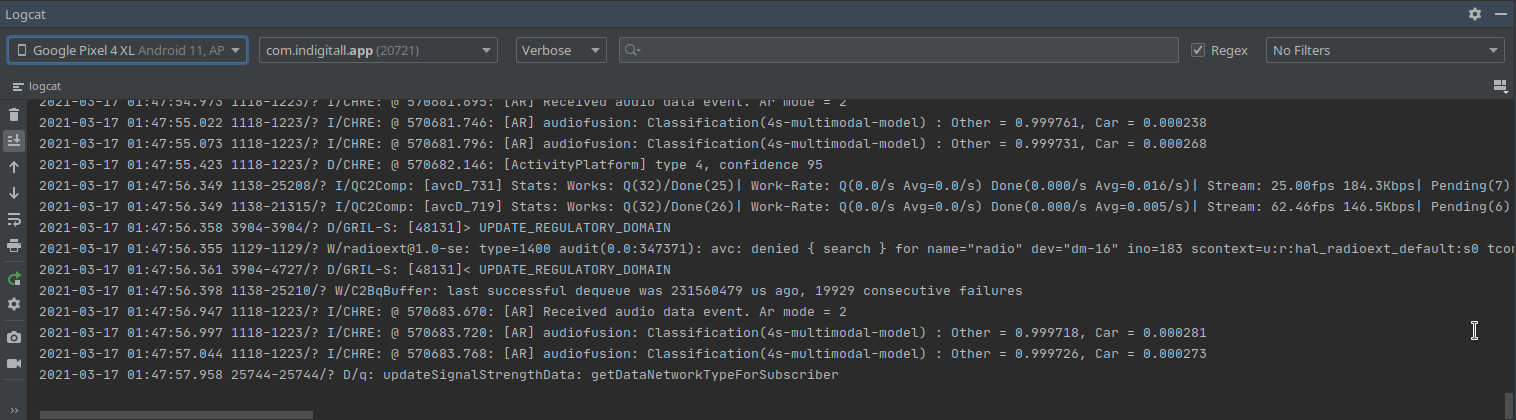 Logcat
Google Pixel 4 XL Android 11, AP
com.indigitall.app (20721)
Verbose
Regex
No Filters
logcat
2021-03-17 01:47:54.973 1118-1223/? I/CHRE: @ 570681.695: [AR] Received audio data event. Ar mode = 2
2021-03-17 01:47:55.022 1118-1223/? I/CHRE: @ 570681.746: [AR] audiofusion: Classification(4s-multimodal-model) : Other = 0.999761, Car = 0.000238
2021-03-17 01:47:55.073 1118-1223/? I/CHRE: @ 570681.796: [AR] audiofusion: Classification(4s-multimodal-model) : Other = 0.999731, Car = 0.000268
2021-03-17 01:47:55.423 1118-1223/? D/CHRE: @ 570682.146: [ActivityPlatform] type 4, confidence 95
2021-03-17 01:47:56.349 1138-25208/? I/QC2Comp: [avcD_731] Stats: Works: Q(32)/Done(25)| Work-Rate: Q(0.0/s Avg=0.0/s) Done(0.000/s Avg=0.016/s)| Stream: 25.00fps 184.3Kbps| Pending(7)
2021-03-17 01:47:56.349 1138-21315/? I/QC2Comp: [avcD_719] Stats: Works: Q(32)/Done(26)| Work-Rate: Q(0.0/s Avg=0.0/s) Done(0.000/s Avg=0.005/s)| Stream: 62.46fps 146.5Kbps| Pending(6)
2021-03-17 01:47:56.358 3904-3904/? D/GRIL-S: [48131]> UPDATE_REGULATORY_DOMAIN
2021-03-17 01:47:56.355 1129-1129/? W/radioext@1.0-se: type=1400 audit(0.0:347371): avc: denied { search } for name="radio" dev="dm-16" ino=183 scontext=u:r:hal_radioext_default:s0 tcon
2021-03-17 01:47:56.361 3904-4727/? D/GRIL-S: [48131]< UPDATE_REGULATORY_DOMAIN
2021-03-17 01:47:56.398 1138-25210/? W/C2BqBuffer: last successful dequeue was 231560479 us ago, 19929 consecutive failures
2021-03-17 01:47:56.947 1118-1223/? I/CHRE: @ 570683.670: [AR] Received audio data event. Ar mode = 2
2021-03-17 01:47:56.997 1118-1223/? I/CHRE: @ 570683.720: [AR] audiofusion: Classification(4s-multimodal-model) : Other = 0.999718, Car = 0.000281
2021-03-17 01:47:57.044 1118-1223/? I/CHRE: @ 570683.768: [AR] audiofusion: Classification(4s-multimodal-model) : Other = 0.999726, Car = 0.000273
2021-03-17 01:47:57.958 25744-25744/? D/q: updateSignalStrengthData: getDataNetworkTypeForSubscriber